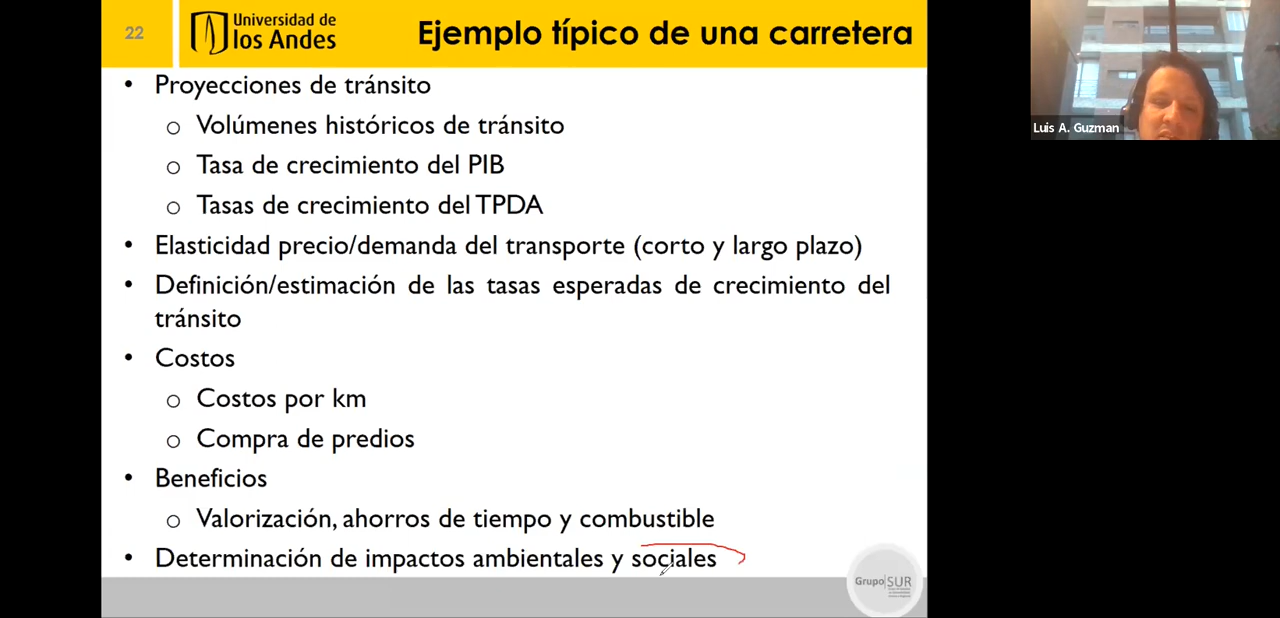 22
Universidad de
los Andes
Ejemplo típico de una carretera
• Proyecciones de tránsito
o Volúmenes históricos de tránsito
o Tasa de crecimiento del PIB
o Tasas de crecimiento del TPDA
• Elasticidad precio/demanda del transporte (corto y largo plazo)
• Definición/estimación de las tasas esperadas de crecimiento del
tránsito
• Costos
o Costos por km
o Compra de predios
• Beneficios
o Valorización, ahorros de tiempo y combustible
• Determinación de impactos ambientales y sociales
Grupo|SUR
Luis A. Guzman